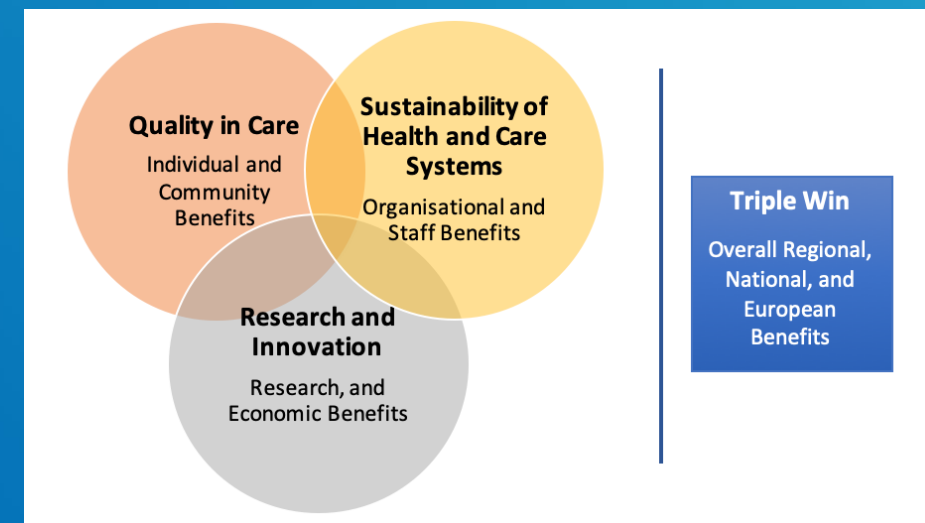 Quality in Care
Individual and
Community
Benefits
Sustainability of
Health and Care
Systems
Organisational and
Staff Benefits
Research and
Innovation
Research, and
Economic Benefits
Triple Win
Overall Regional,
National, and
European
Benefits